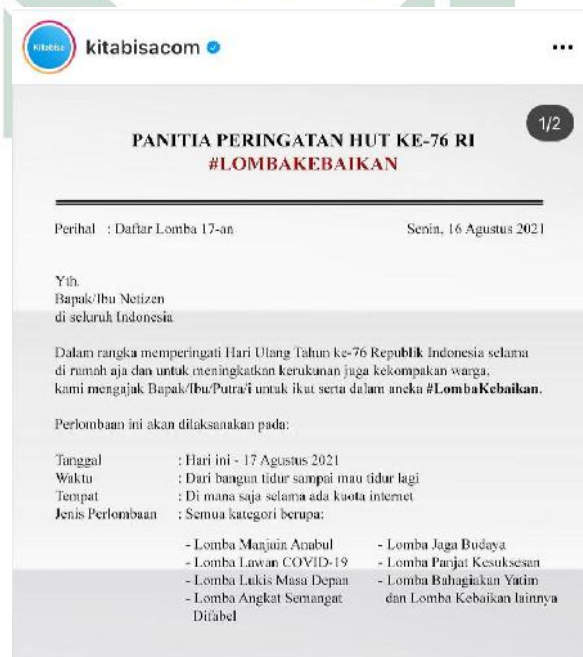 Kitabisa
kitabisacom
1/2
PANITIA PERINGATAN HUT KE-76 RI
#LOMBAKEBAIKAN
Perihal : Daftar Lomba 17-an
Senin, 16 Agustus 2021
Yth.
Bapak/Ibu Netizen
di seluruh Indonesia
Dalam rangka memperingati Hari Ulang Tahun ke-76 Republik Indonesia selama
di rumah aja dan untuk meningkatkan kerukunan juga kekompakan warga,
kami mengajak Bapak/Ibu/Putra/i untuk ikut serta dalam aneka #LombaKebaikan.
Perlombaan ini akan dilaksanakan pada:
Tanggal : Hari ini - 17 Agustus 2021
Waktu : Dari bangun tidur sampai mau tidur lagi
Tempat : Di mana saja selama ada kuota internet
Jenis Perlombaan : Semua kategori berupa:
- Lomba Manjain Anabul
- Lomba Lawan COVID-19
- Lomba Lukis Masa Depan
- Lomba Angkat Semangat
Difabel
- Lomba Jaga Budaya
- Lomba Panjat Kesuksesan
- Lomba Bahagiakan Yatim
dan Lomba Kebaikan lainnya